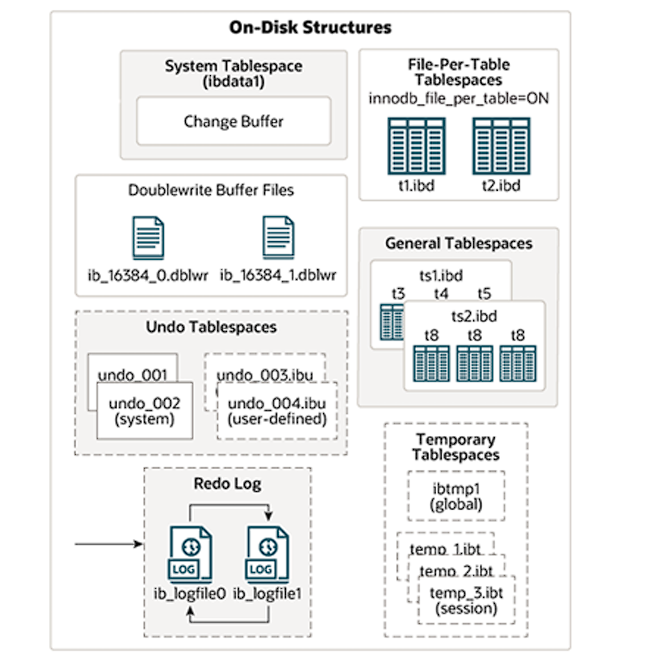 On-Disk Structures
System Tablespace
(ibdata1)
Change Buffer
File-Per-Table
Tablespaces
innodb_file_per_table=ON
t1.ibd
t2.ibd
Doublewrite Buffer Files
ib_16384_0.dblwr
ib_16384_1.dblwr
General Tablespaces
ts1.ibd
t3 t4 t5
ts2.ibd
t8 t8 t8
Undo Tablespaces
undo_001
undo_002
(system)
undo_003.ibu
undo_004.ibu
(user-defined)
Temporary
Tablespaces
ibtmp1
(global)
temp_1.ibt
temp_2.ibt
temp_3.ibt
(session)
Redo Log
LOG
LOG
ib_logfile0
ib_logfile1